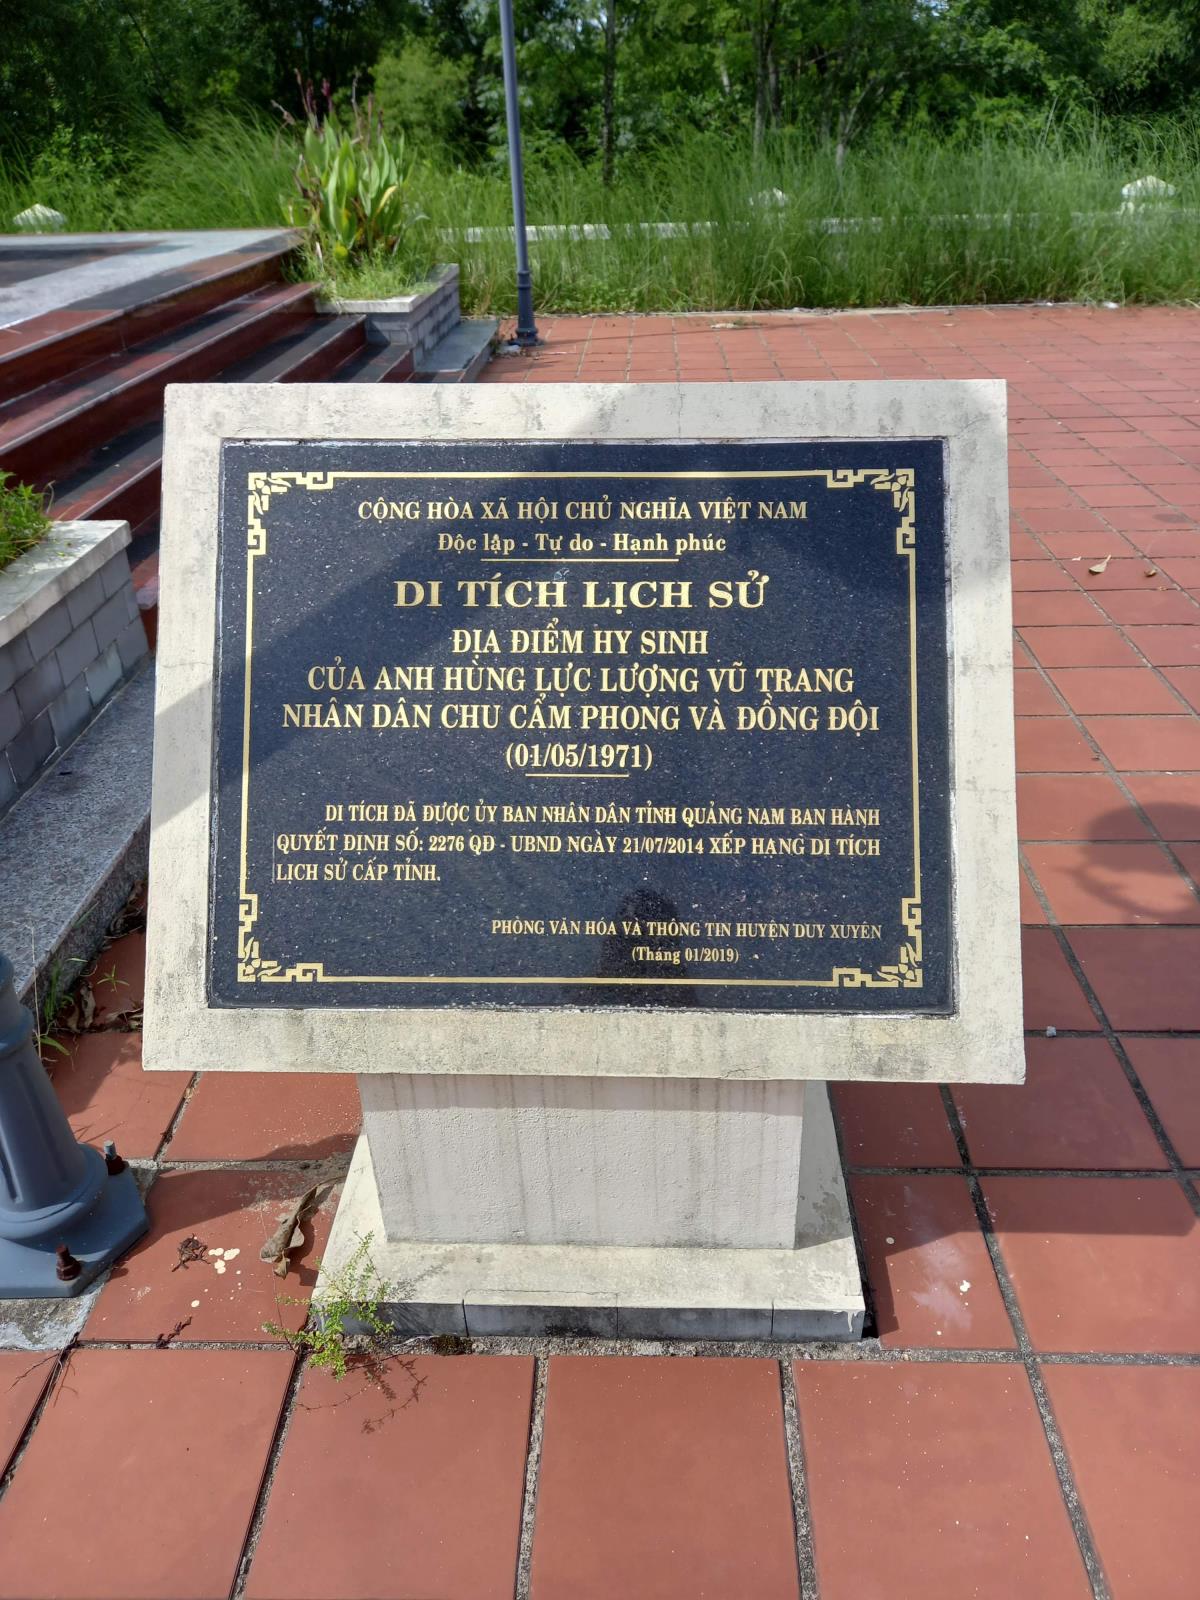 CỘNG HÒA XÃ HỘI CHỦ NGHĨA VIỆT NAM
Độc lập - Tự do - Hạnh phúc
DI TÍCH LỊCH SỬ
ĐỊA ĐIỂM HY SINH
CỦA ANH HÙNG LỰC LƯỢNG VŨ TRANG
NHÂN DÂN CHU CẨM PHONG VÀ ĐỒNG ĐỘI
(01/05/1971)
DI TÍCH ĐÃ ĐƯỢC ỦY BAN NHÂN DÂN TỈNH QUẢNG NAM BAN HÀNH
QUYẾT ĐỊNH SỐ: 2276 QĐ - UBND NGÀY 21/07/2014 XẾP HẠNG DI TÍCH
LỊCH SỬ CẤP TỈNH.
PHÒNG VĂN HÓA VÀ THÔNG TIN HUYỆN DUY XUYÊN
(Tháng 01/2019)